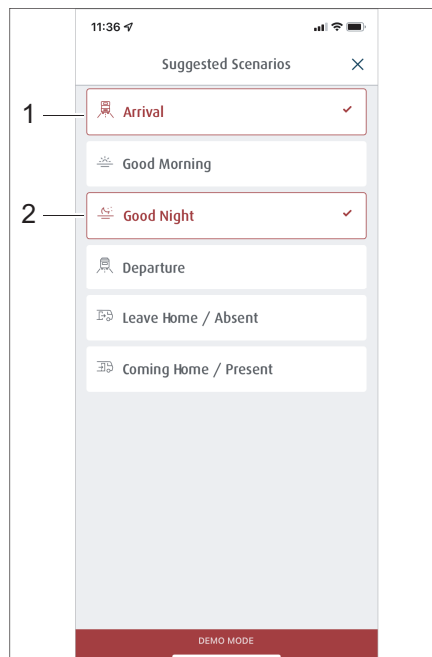 11:36
Suggested Scenarios
1
Arrival
Good Morning
2
Good Night
Departure
Leave Home / Absent
Coming Home / Present
DEMO MODE